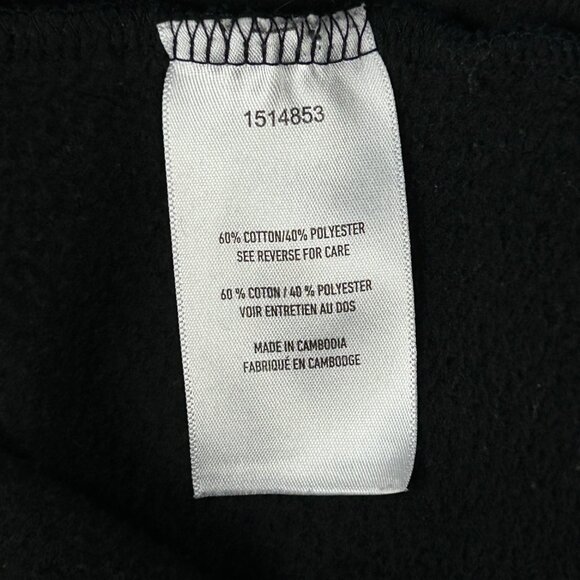 1514853
60% COTTON/40% POLYESTER
SEE REVERSE FOR CARE
60 % COTON / 40 % POLYESTER
VOIR ENTRETIEN AU DOS
MADE IN CAMBODIA
FABRIQUÉ EN CAMBODGE